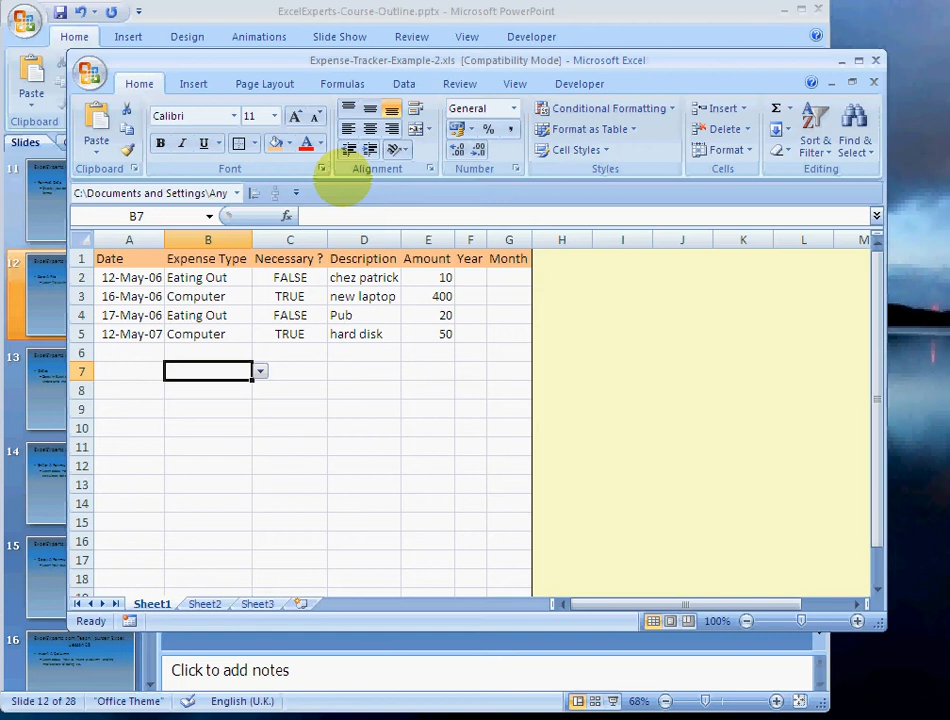 ExcelExperts-Course-Outline.pptx - Microsoft PowerPoint
Home Insert Design Animations Slide Show Review View Developer
Paste
Clipboard
Slides
11
12
13
14
15
16
Expense-Tracker-Example-2.xls [Compatibility Mode] - Microsoft Excel
Home Insert Page Layout Formulas Data Review View Developer
Paste
Calibri 11
B I U
General
% ,
Conditional Formatting
Format as Table
Cell Styles
Insert
Delete
Format
Σ
Sort & Filter
Find & Select
Clipboard Font Alignment Number Styles Cells Editing
C:\Documents and Settings\Any
B7 fx
A B C D E F G H I J K L M
1 Date Expense Type Necessary ? Description Amount Year Month
2 12-May-06 Eating Out FALSE chez patrick 10
3 16-May-06 Computer TRUE new laptop 400
4 17-May-06 Eating Out FALSE Pub 20
5 12-May-07 Computer TRUE hard disk 50
6
7
8
9
10
11
12
13
14
15
16
17
18
Sheet1 Sheet2 Sheet3
Ready 100%
Click to add notes
Slide 12 of 28 "Office Theme" English (U.K.) 68%